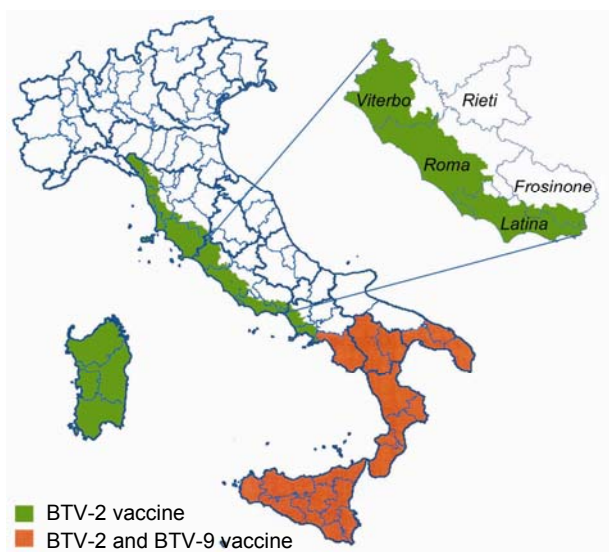 Viterbo
Rieti
Roma
Frosinone
Latina
BTV-2 vaccine
BTV-2 and BTV-9 vaccine